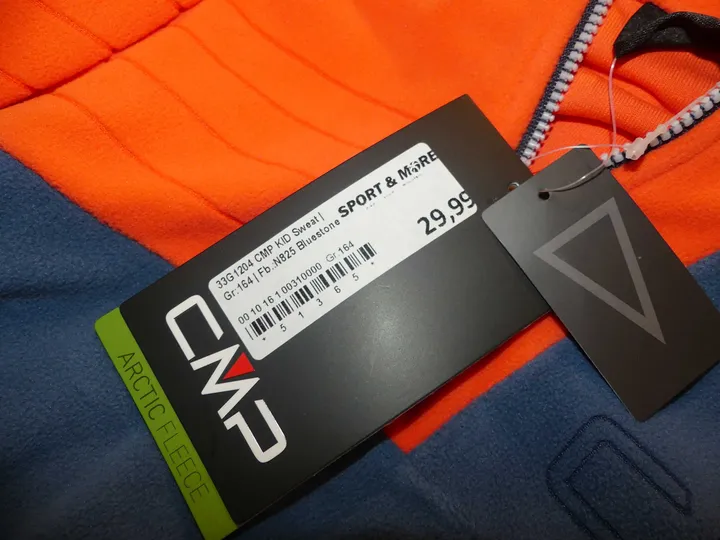 SPORT & MORE
29,99
33G1204 CMP KID Sweat |
Gr.:164 | Fb.:N825 Bluestone
00 10 16 1 00310000 Gr. 164
* 5 1 3 6 5 *
CMP
ARCTIC FLEECE